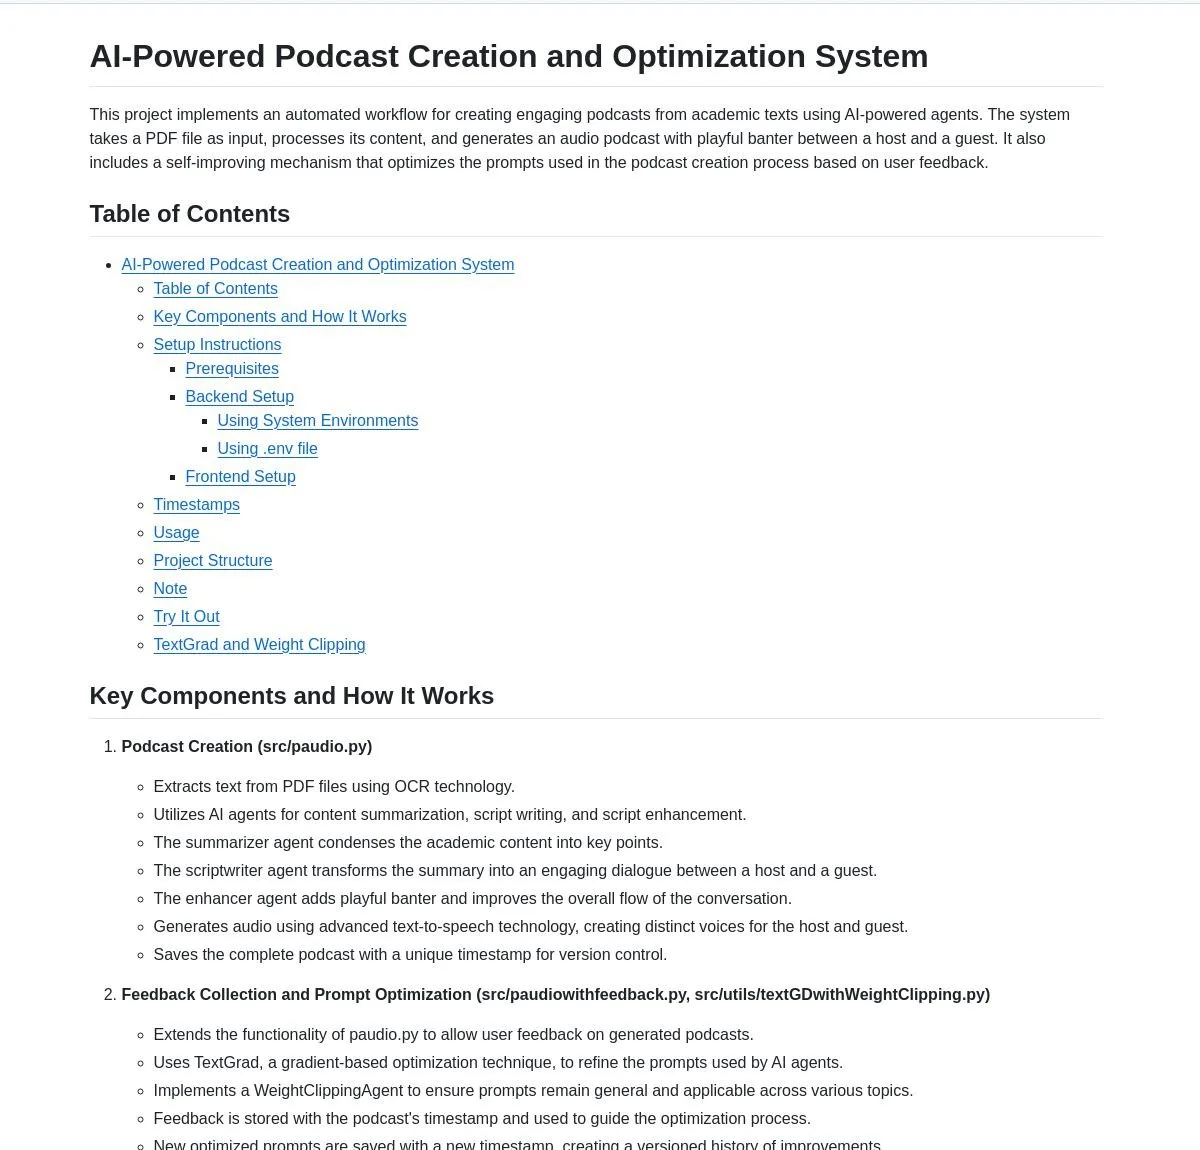 AI-Powered Podcast Creation and Optimization System
This project implements an automated workflow for creating engaging podcasts from academic texts using AI-powered agents. The system
takes a PDF file as input, processes its content, and generates an audio podcast with playful banter between a host and a guest. It also
includes a self-improving mechanism that optimizes the prompts used in the podcast creation process based on user feedback.
Table of Contents
AI-Powered Podcast Creation and Optimization System
Table of Contents
Key Components and How It Works
Setup Instructions
Prerequisites
Backend Setup
Using System Environments
Using .env file
Frontend Setup
Timestamps
Usage
Project Structure
Note
Try It Out
TextGrad and Weight Clipping
Key Components and How It Works
1. Podcast Creation (src/paudio.py)
Extracts text from PDF files using OCR technology.
Utilizes AI agents for content summarization, script writing, and script enhancement.
The summarizer agent condenses the academic content into key points.
The scriptwriter agent transforms the summary into an engaging dialogue between a host and a guest.
The enhancer agent adds playful banter and improves the overall flow of the conversation.
Generates audio using advanced text-to-speech technology, creating distinct voices for the host and guest.
Saves the complete podcast with a unique timestamp for version control.
2. Feedback Collection and Prompt Optimization (src/paudiowithfeedback.py, src/utils/textGDwithWeightClipping.py)
Extends the functionality of paudio.py to allow user feedback on generated podcasts.
Uses TextGrad, a gradient-based optimization technique, to refine the prompts used by AI agents.
Implements a WeightClippingAgent to ensure prompts remain general and applicable across various topics.
Feedback is stored with the podcast's timestamp and used to guide the optimization process.
New optimized prompts are saved with a new timestamp, creating a versioned history of improvements.